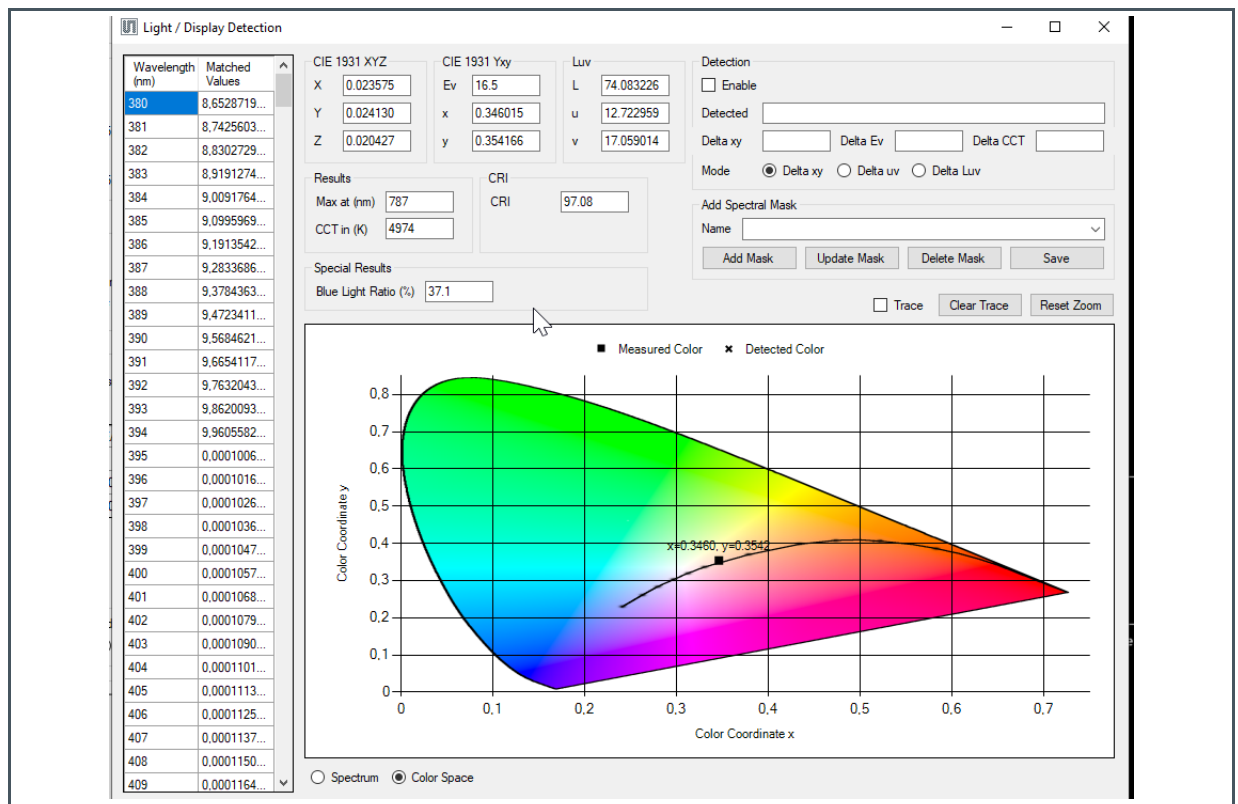 Light / Display Detection
Wavelength (nm) Matched Values
380 8,6528719...
381 8,7425603...
382 8,8302729...
383 8,9191274...
384 9,0091764...
385 9,0995969...
386 9,1913542...
387 9,2833686...
388 9,3784363...
389 9,4723411...
390 9,5684621...
391 9,6654117...
392 9,7632043...
393 9,8620093...
394 9,9605582...
395 0,0001006...
396 0,0001016...
397 0,0001026...
398 0,0001036...
399 0,0001047...
400 0,0001057...
401 0,0001068...
402 0,0001079...
403 0,0001090...
404 0,0001101...
405 0,0001113...
406 0,0001125...
407 0,0001137...
408 0,0001150...
409 0,0001164...
CIE 1931 XYZ
X 0.023575
Y 0.024130
Z 0.020427
CIE 1931 Yxy
Ev 16.5
x 0.346015
y 0.354166
Luv
L 74.083226
u 12.722959
v 17.059014
Results
Max at (nm) 787
CCT in (K) 4974
CRI
CRI 97.08
Special Results
Blue Light Ratio (%) 37.1
Detection
Enable
Detected
Delta xy Delta Ev Delta CCT
Mode Delta xy Delta uv Delta Luv
Add Spectral Mask
Name
Add Mask Update Mask Delete Mask Save
Trace Clear Trace Reset Zoom
Measured Color Detected Color
Color Coordinate y
0,8
0,7
0,6
0,5
0,4
0,3
0,2
0,1
0
x=0.3460, y=0.3542
0 0,1 0,2 0,3 0,4 0,5 0,6 0,7
Color Coordinate x
Spectrum Color Space